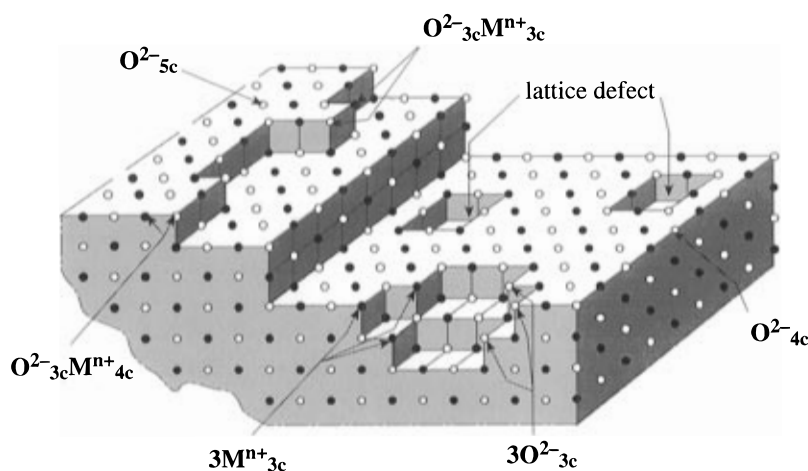 O²⁻₃cMⁿ⁺₃c
O²⁻₅c
lattice defect
O²⁻₄c
O²⁻₃cMⁿ⁺₄c
3Mⁿ⁺₃c
3O²⁻₃c